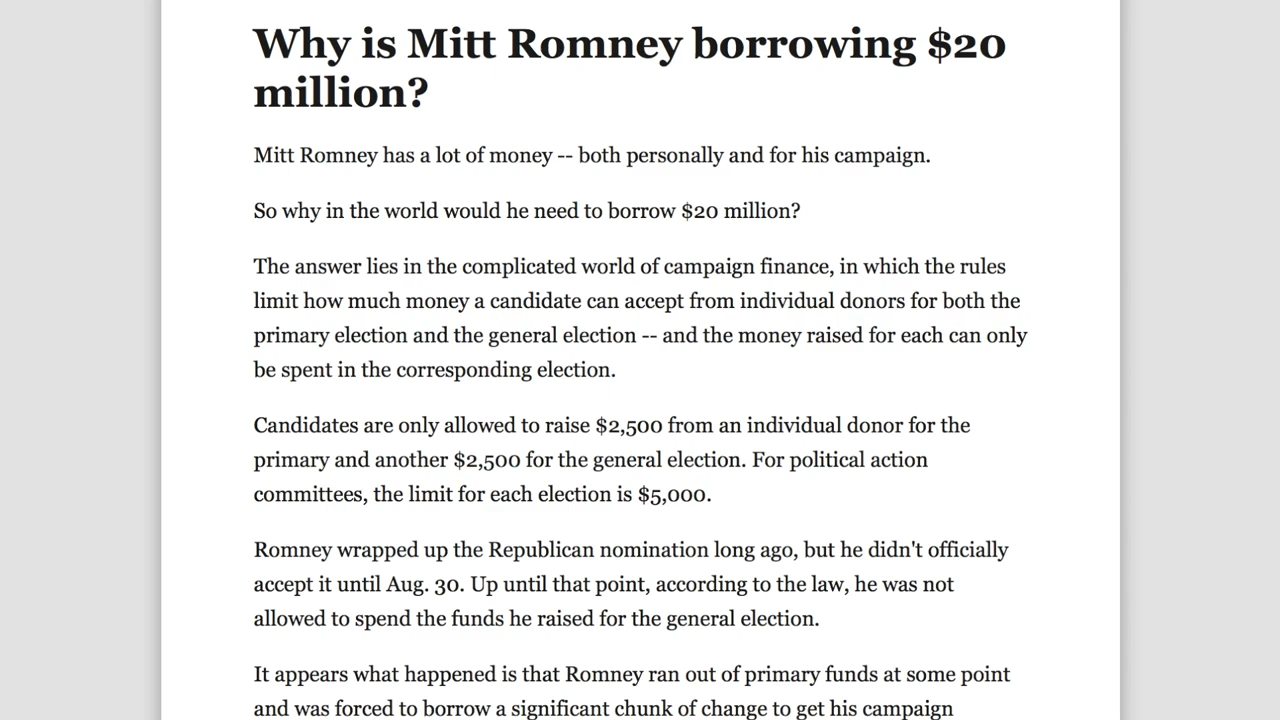 Why is Mitt Romney borrowing $20
million?
Mitt Romney has a lot of money -- both personally and for his campaign.
So why in the world would he need to borrow $20 million?
The answer lies in the complicated world of campaign finance, in which the rules
limit how much money a candidate can accept from individual donors for both the
primary election and the general election -- and the money raised for each can only
be spent in the corresponding election.
Candidates are only allowed to raise $2,500 from an individual donor for the
primary and another $2,500 for the general election. For political action
committees, the limit for each election is $5,000.
Romney wrapped up the Republican nomination long ago, but he didn't officially
accept it until Aug. 30. Up until that point, according to the law, he was not
allowed to spend the funds he raised for the general election.
It appears what happened is that Romney ran out of primary funds at some point
and was forced to borrow a significant chunk of change to get his campaign